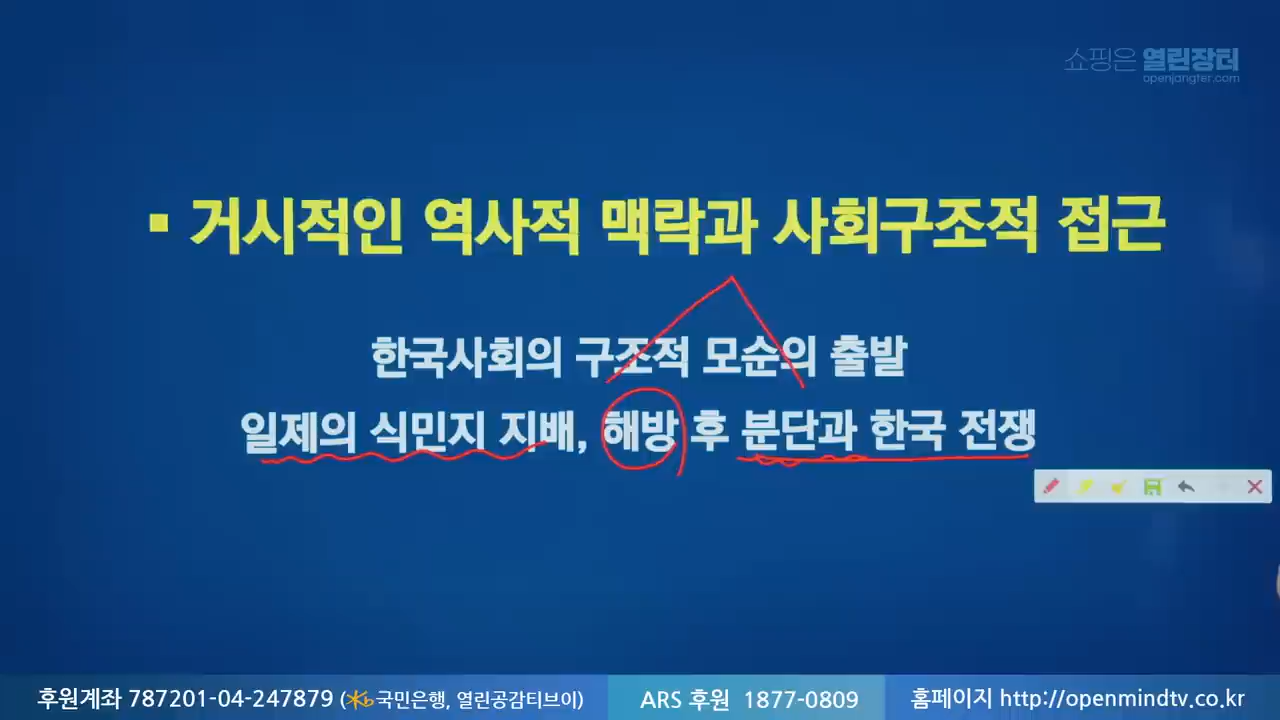 쇼핑은 열린장터
openjangter.com
▪ 거시적인 역사적 맥락과 사회구조적 접근
한국사회의 구조적 모순의 출발
일제의 식민지 지배, 해방 후 분단과 한국 전쟁
후원계좌 787201-04-247879 (국민은행, 열린공감티브이) ARS 후원 1877-0809 홈페이지 http://openmindtv.co.kr